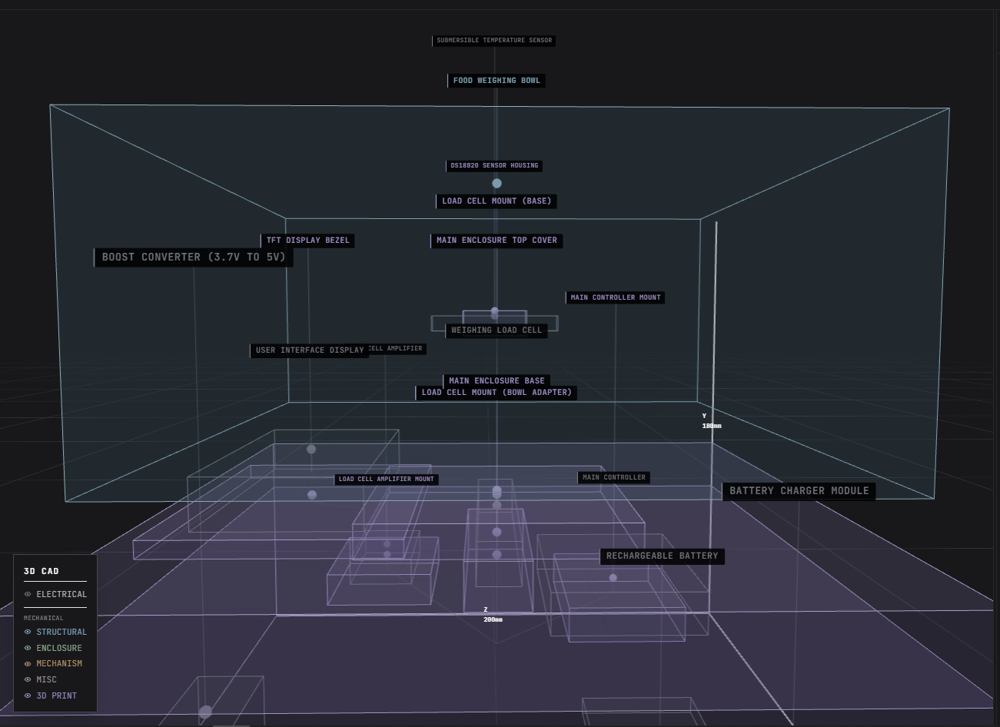 SUBMERSIBLE TEMPERATURE SENSOR
FOOD WEIGHING BOWL
DS18B20 SENSOR HOUSING
LOAD CELL MOUNT (BASE)
TFT DISPLAY BEZEL
MAIN ENCLOSURE TOP COVER
BOOST CONVERTER (3.7V TO 5V)
MAIN CONTROLLER MOUNT
WEIGHING LOAD CELL
USER INTERFACE DISPLAY
CELL AMPLIFIER
MAIN ENCLOSURE BASE
LOAD CELL MOUNT (BOWL ADAPTER)
Y
180mm
LOAD CELL AMPLIFIER MOUNT
MAIN CONTROLLER
BATTERY CHARGER MODULE
RECHARGEABLE BATTERY
Z
200mm
3D CAD
ELECTRICAL
MECHANICAL
STRUCTURAL
ENCLOSURE
MECHANISM
MISC
3D PRINT